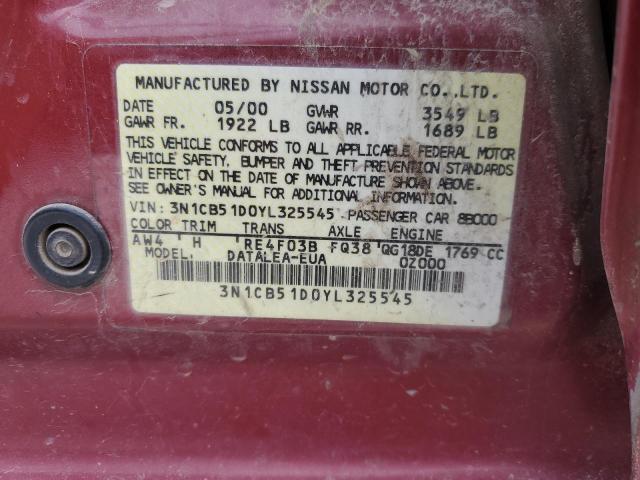 MANUFACTURED BY NISSAN MOTOR CO.,LTD.
DATE 05/00 GVWR 3549 LB
GAWR FR. 1922 LB GAWR RR. 1689 LB
THIS VEHICLE CONFORMS TO ALL APPLICABLE FEDERAL MOTOR
VEHICLE SAFETY, BUMPER AND THEFT PREVENTION STANDARDS
IN EFFECT ON THE DATE OF MANUFACTURE SHOWN ABOVE.
SEE OWNER'S MANUAL FOR ADDITIONAL INFORMATION
VIN: 3N1CB51D0YL325545 PASSENGER CAR 8B000
COLOR TRIM TRANS AXLE ENGINE
AW4 H RE4F03B FQ38 QG18DE 1769 CC
MODEL. DATALEA-EUA 0Z000
3N1CB51D0YL325545